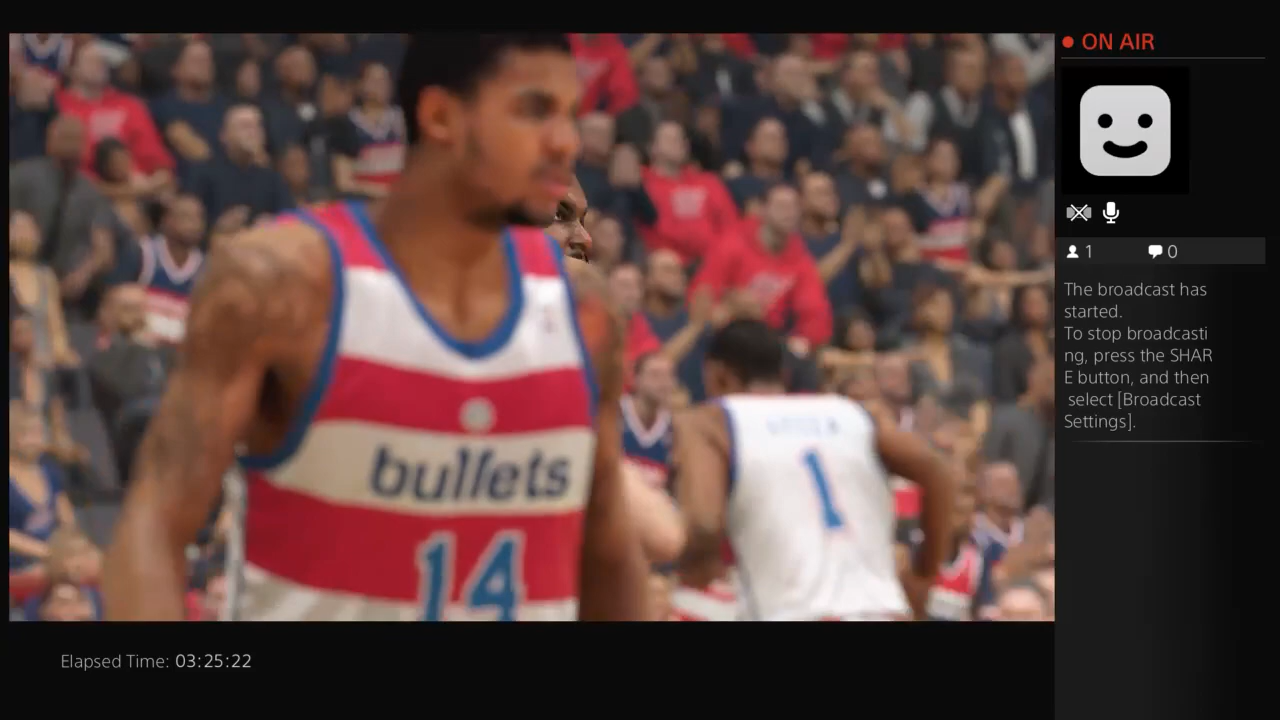 ON AIR
1
0
The broadcast has
started.
To stop broadcasti
ng, press the SHAR
E button, and then
select [Broadcast
Settings].
bullets
14
1
Elapsed Time: 03:25:22